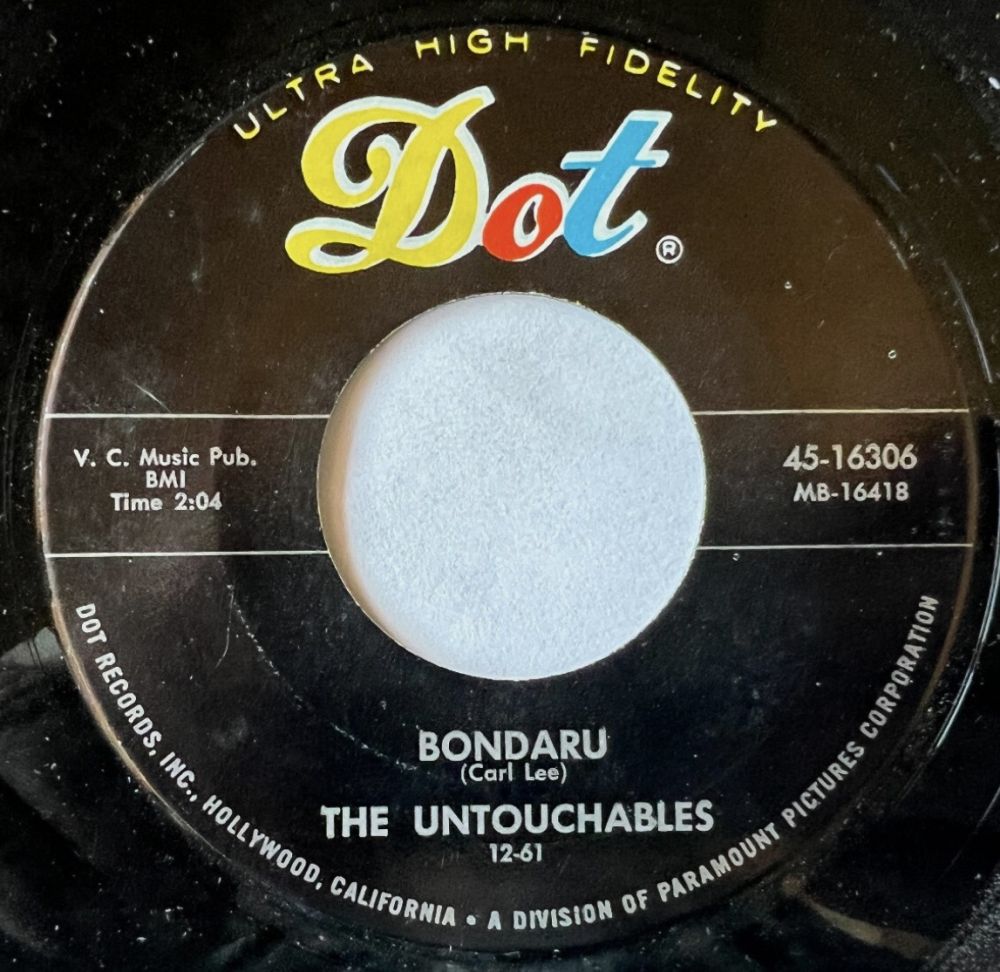 ULTRA HIGH FIDELITY
Dot ®
V. C. Music Pub.
BMI
Time 2:04
45-16306
MB-16418
BONDARU
(Carl Lee)
THE UNTOUCHABLES
12-61
DOT RECORDS, INC., HOLLYWOOD, CALIFORNIA • A DIVISION OF PARAMOUNT PICTURES CORPORATION